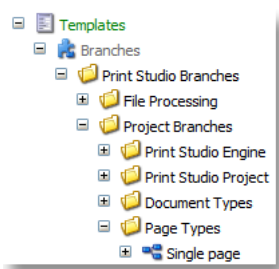 Templates
Branches
Print Studio Branches
File Processing
Project Branches
Print Studio Engine
Print Studio Project
Document Types
Page Types
Single page